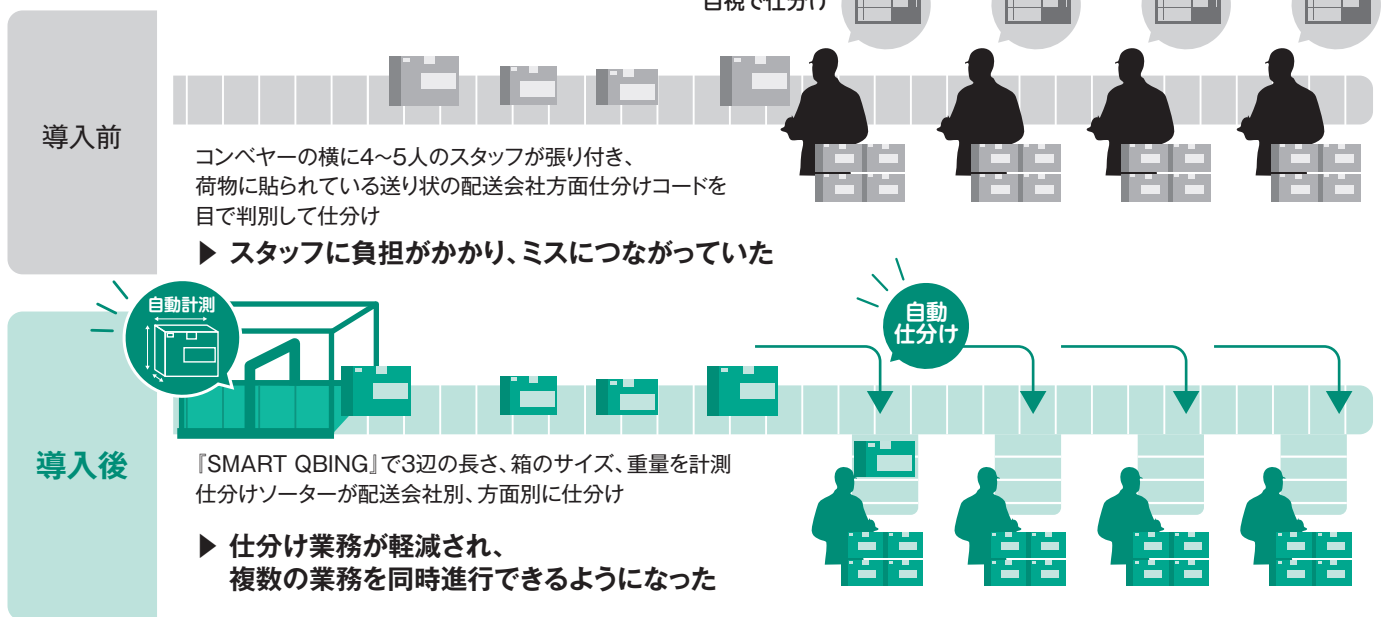 目視で仕分け
導入前
コンベヤーの横に4～5人のスタッフが張り付き、
荷物に貼られている送り状の配送会社方面仕分けコードを
目で判別して仕分け
▶ スタッフに負担がかかり、ミスにつながっていた
自動計測
自動
仕分け
導入後
『SMART QBING』で3辺の長さ、箱のサイズ、重量を計測
仕分けソーターが配送会社別、方面別に仕分け
▶ 仕分け業務が軽減され、
複数の業務を同時進行できるようになった